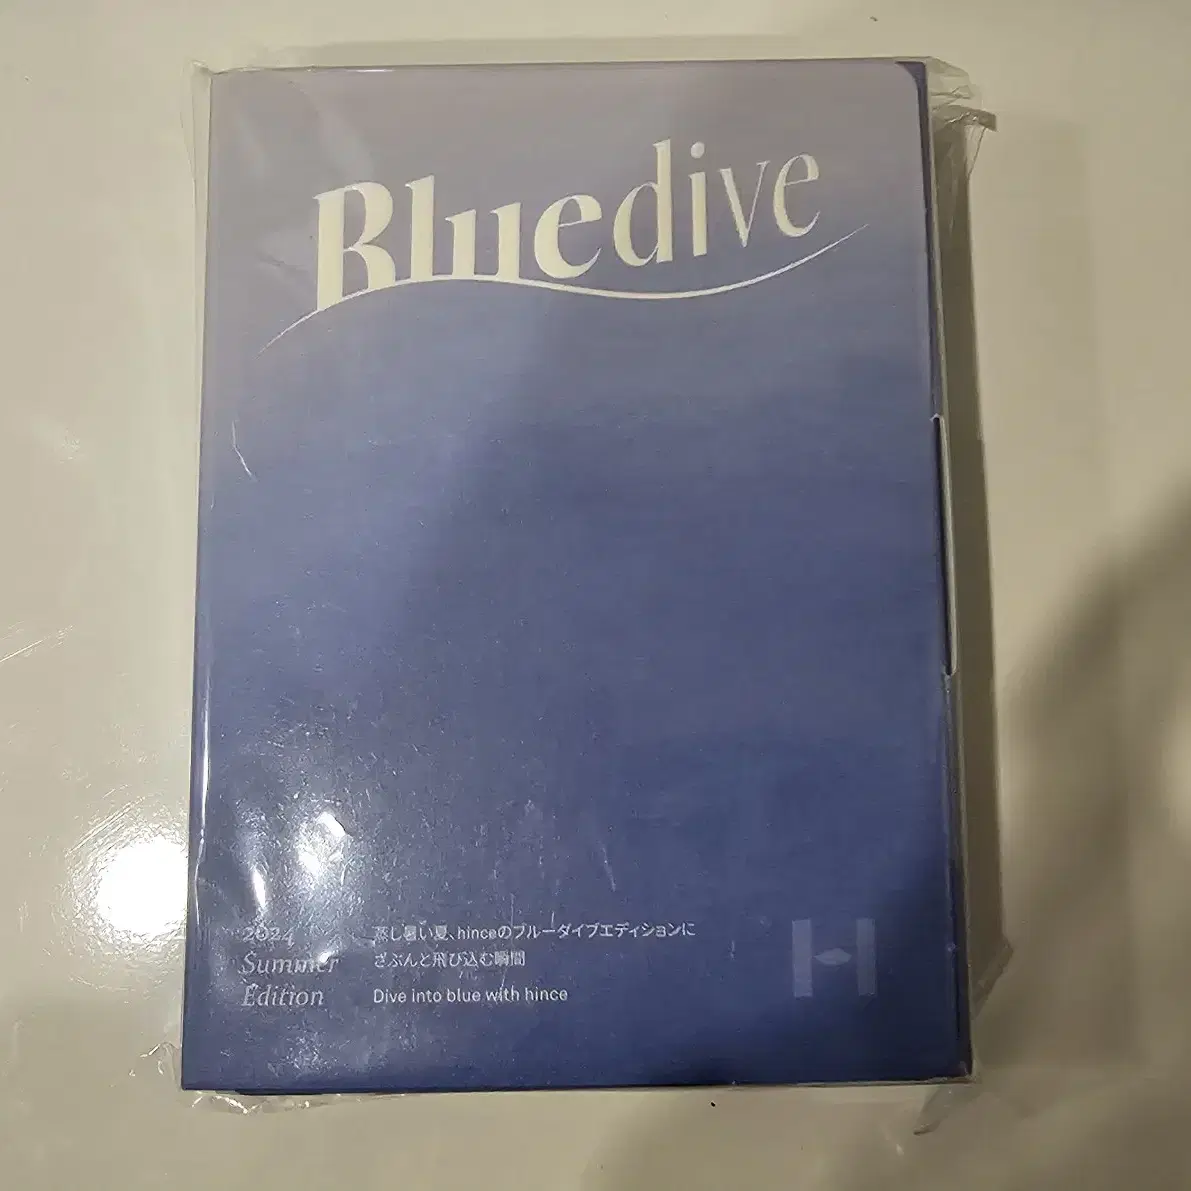 Bluedive
2024
Summer
Edition
蒸し暑い夏、hinceのブルーダイブエディションに
ざぶんと飛び込む瞬間
Dive into blue with hince
H